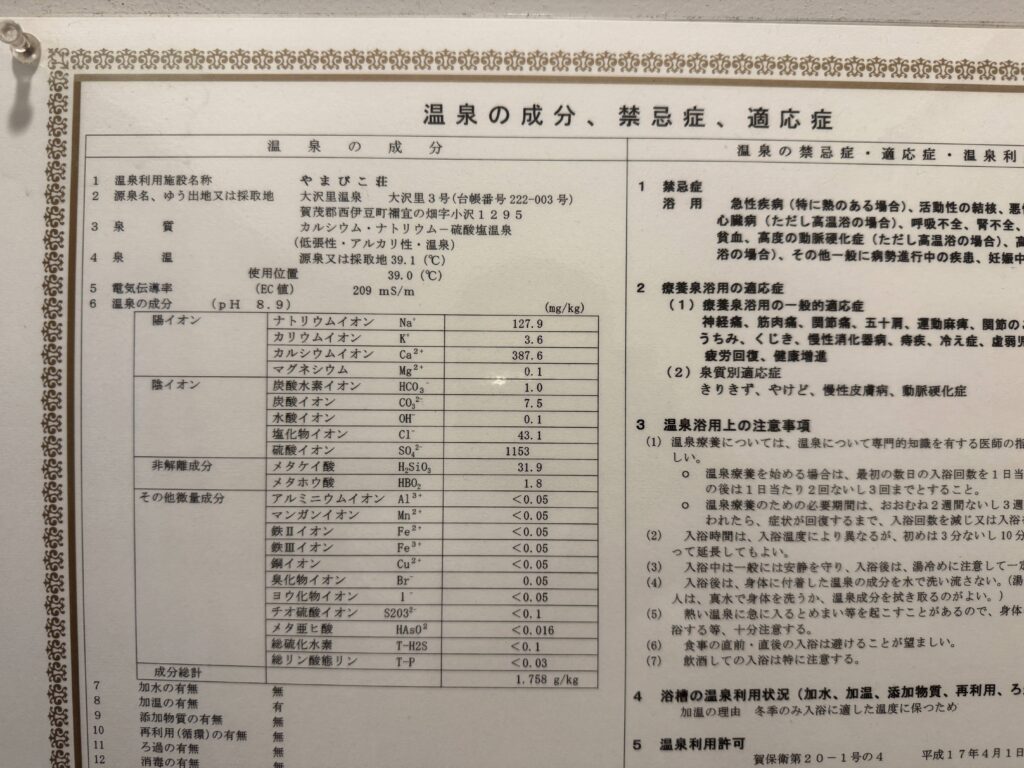 温泉の成分、禁忌症、適応症
温泉の成分
1 温泉利用施設名称 やまびこ荘
2 源泉名、ゆう出地又は採取地 大沢里温泉 大沢里3号(台帳番号222-003号)
賀茂郡西伊豆町禰宜の畑字小沢1295
3 泉質 カルシウム・ナトリウム－硫酸塩温泉
(低張性・アルカリ性・温泉)
4 泉温 源泉又は採取地 39.1 (℃)
使用位置 39.0 (℃)
5 電気伝導率 (EC値) 209 mS/m
6 温泉の成分 (pH 8.9) (mg/kg)
陽イオン ナトリウムイオン Na⁺ 127.9
カリウムイオン K⁺ 3.6
カルシウムイオン Ca²⁺ 387.6
マグネシウム Mg²⁺ 0.1
陰イオン 炭酸水素イオン HCO₃⁻ 1.0
炭酸イオン CO₃²⁻ 7.5
水酸イオン OH⁻ 0.1
塩化物イオン Cl⁻ 43.1
硫酸イオン SO₄²⁻ 1153
非解離成分 メタケイ酸 H₂SiO₃ 31.9
メタホウ酸 HBO₂ 1.8
その他微量成分 アルミニウムイオン Al³⁺ <0.05
マンガンイオン Mn²⁺ <0.05
鉄Ⅱイオン Fe²⁺ <0.05
鉄Ⅲイオン Fe³⁺ <0.05
銅イオン Cu²⁺ <0.05
臭化物イオン Br⁻ 0.05
ヨウ化物イオン I⁻ <0.05
チオ硫酸イオン S2O3²⁻ <0.1
メタ亜ヒ酸 HAsO² <0.016
総硫化水素 T-H2S <0.1
総リン酸態リン T-P <0.03
成分総計 1.758 g/kg
7 加水の有無 無
8 加温の有無 有
9 添加物質の有無 無
10 再利用(循環)の有無 無
11 ろ過の有無 無
12 消毒の有無 無
温泉の禁忌症・適応症・温泉利
1 禁忌症
浴用 急性疾病(特に熱のある場合)、活動性の結核、悪
心臓病(ただし高温浴の場合)、呼吸不全、腎不全、
貧血、高度の動脈硬化症(ただし高温浴の場合)、高
浴の場合)、その他一般に病勢進行中の疾患、妊娠中
2 療養泉浴用の適応症
(1)療養泉浴用の一般的適応症
神経痛、筋肉痛、関節痛、五十肩、運動麻痺、関節の
うちみ、くじき、慢性消化器病、痔疾、冷え症、虚弱児
疲労回復、健康増進
(2)泉質別適応症
きりきず、やけど、慢性皮膚病、動脈硬化症
3 温泉浴用上の注意事項
(1) 温泉療養については、温泉について専門的知識を有する医師の指
しい。
o 温泉療養を始める場合は、最初の数日の入浴回数を1日当
の後は1日当たり2回ないし3回までとすること。
o 温泉療養のための必要期間は、おおむね2週間ないし3週
われたら、症状が回復するまで、入浴回数を減じ又は入浴
(2) 入浴時間は、入浴温度により異なるが、初めは3分ないし10分
って延長してもよい。
(3) 入浴中は一般には安静を守り、入浴後は、湯冷めに注意して一定
(4) 入浴後は、身体に付着した温泉の成分を水で洗い流さない。(湯
人は、真水で身体を洗うか、温泉成分を拭き取るのがよい。)
(5) 熱い温泉に急に入るとめまい等を起こすことがあるので、身体
浴する等、十分注意する。
(6) 食事の直前・直後の入浴は避けることが望ましい。
(7) 飲酒しての入浴は特に注意する。
4 浴槽の温泉利用状況(加水、加温、添加物質、再利用、ろ
加温の理由 冬季のみ入浴に適した温度に保つため
5 温泉利用許可
賀保衛第20－1号の4 平成17年4月1日